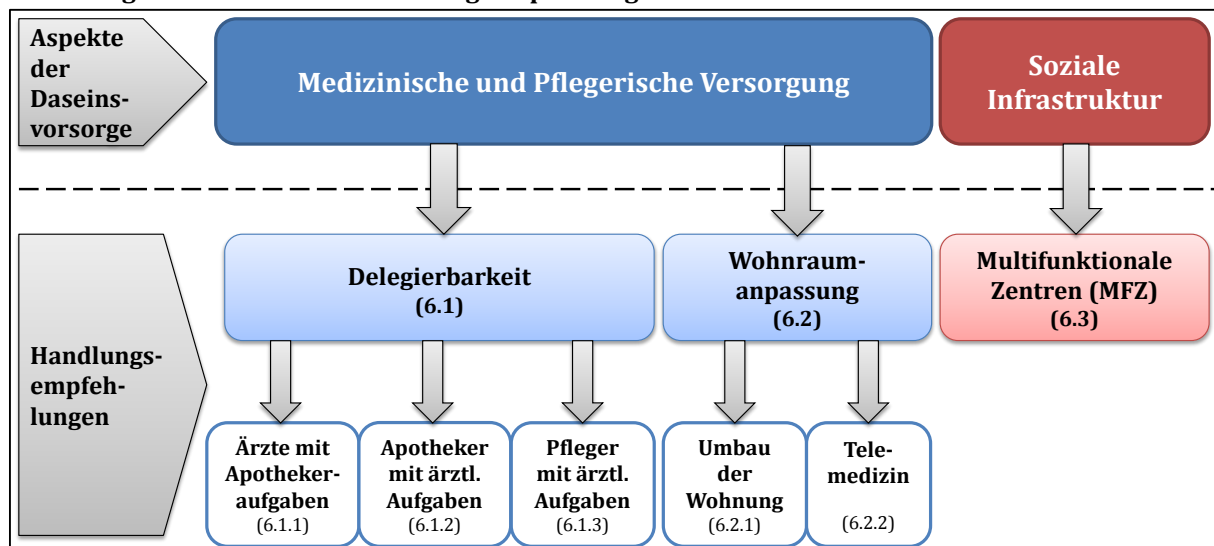 Aspekte
der
Daseins-
vorsorge
Medizinische und Pflegerische Versorgung
Soziale
Infrastruktur
Handlungs-
empfeh-
lungen
Delegierbarkeit
(6.1)
Wohnraum-
anpassung
(6.2)
Multifunktionale
Zentren (MFZ)
(6.3)
Ärzte mit
Apotheker-
aufgaben
(6.1.1)
Apotheker
mit ärztl.
Aufgaben
(6.1.2)
Pfleger
mit ärztl.
Aufgaben
(6.1.3)
Umbau
der
Wohnung
(6.2.1)
Tele-
medizin
(6.2.2)